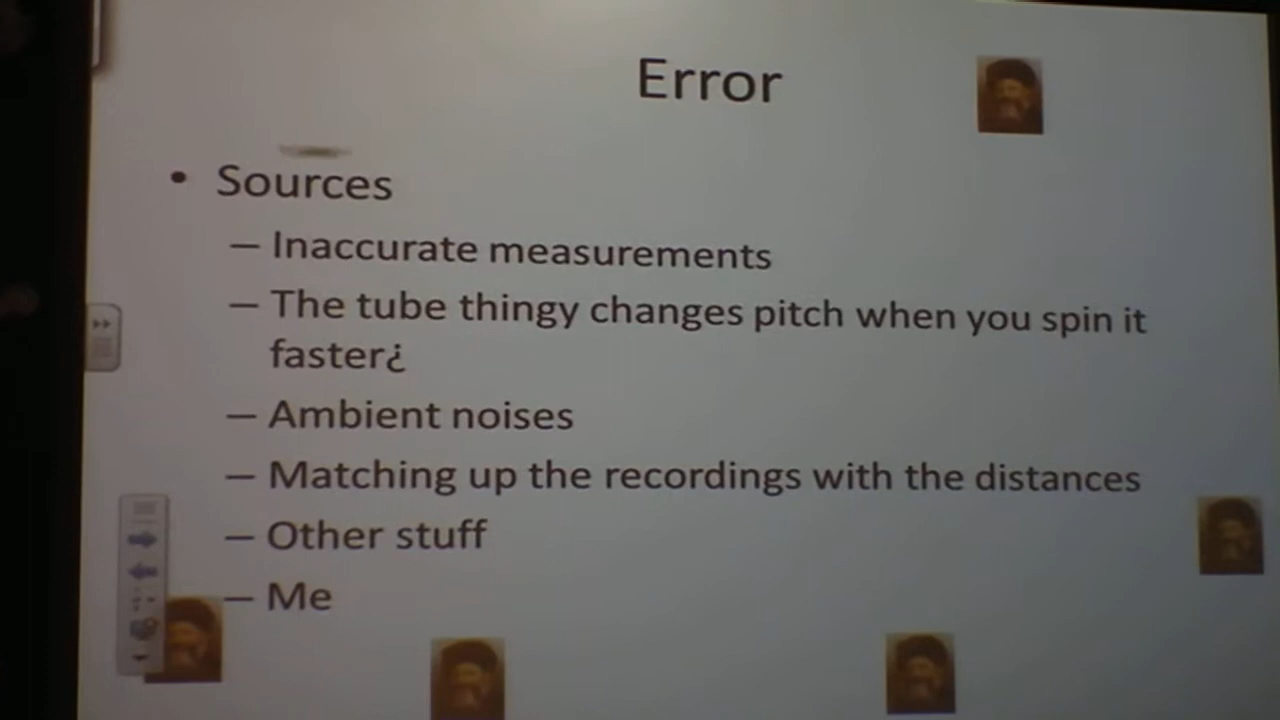 Error
• Sources
– Inaccurate measurements
– The tube thingy changes pitch when you spin it
faster¿
– Ambient noises
– Matching up the recordings with the distances
– Other stuff
– Me